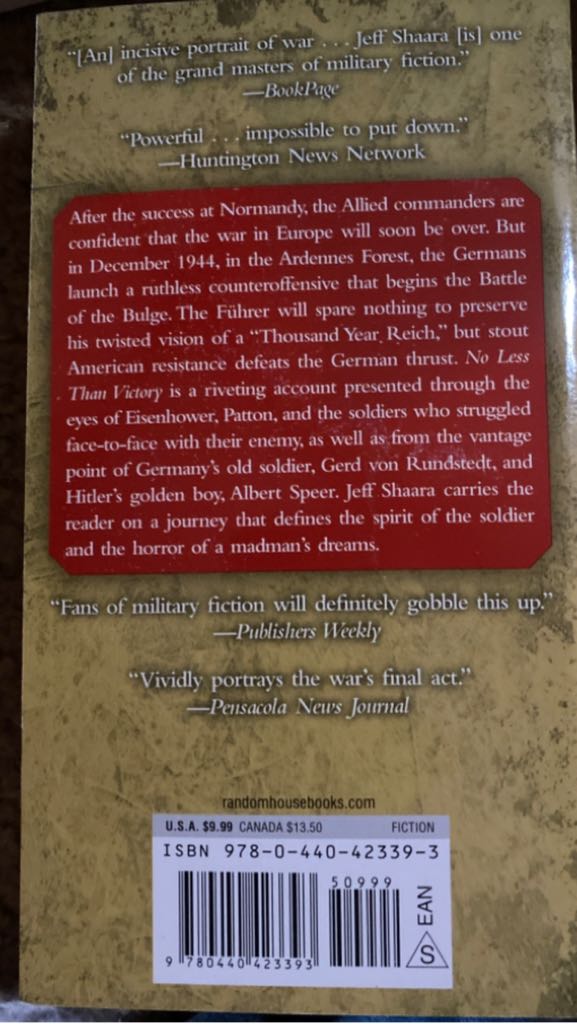 “[An] incisive portrait of war . . . Jeff Shaara [is] one
of the grand masters of military fiction.”
—BookPage
“Powerful . . . impossible to put down.”
—Huntington News Network
After the success at Normandy, the Allied commanders are
confident that the war in Europe will soon be over. But
in December 1944, in the Ardennes Forest, the Germans
launch a ruthless counteroffensive that begins the Battle
of the Bulge. The Führer will spare nothing to preserve
his twisted vision of a “Thousand Year Reich,” but stout
American resistance defeats the German thrust. No Less
Than Victory is a riveting account presented through the
eyes of Eisenhower, Patton, and the soldiers who struggled
face-to-face with their enemy, as well as from the vantage
point of Germany’s old soldier, Gerd von Rundstedt, and
Hitler’s golden boy, Albert Speer. Jeff Shaara carries the
reader on a journey that defines the spirit of the soldier
and the horror of a madman’s dreams.
“Fans of military fiction will definitely gobble this up.”
—Publishers Weekly
“Vividly portrays the war’s final act.”
—Pensacola News Journal
randomhousebooks.com
U.S.A. $9.99 CANADA $13.50 FICTION
ISBN 978-0-440-42339-3
50999
9 780440 423393
S EAN